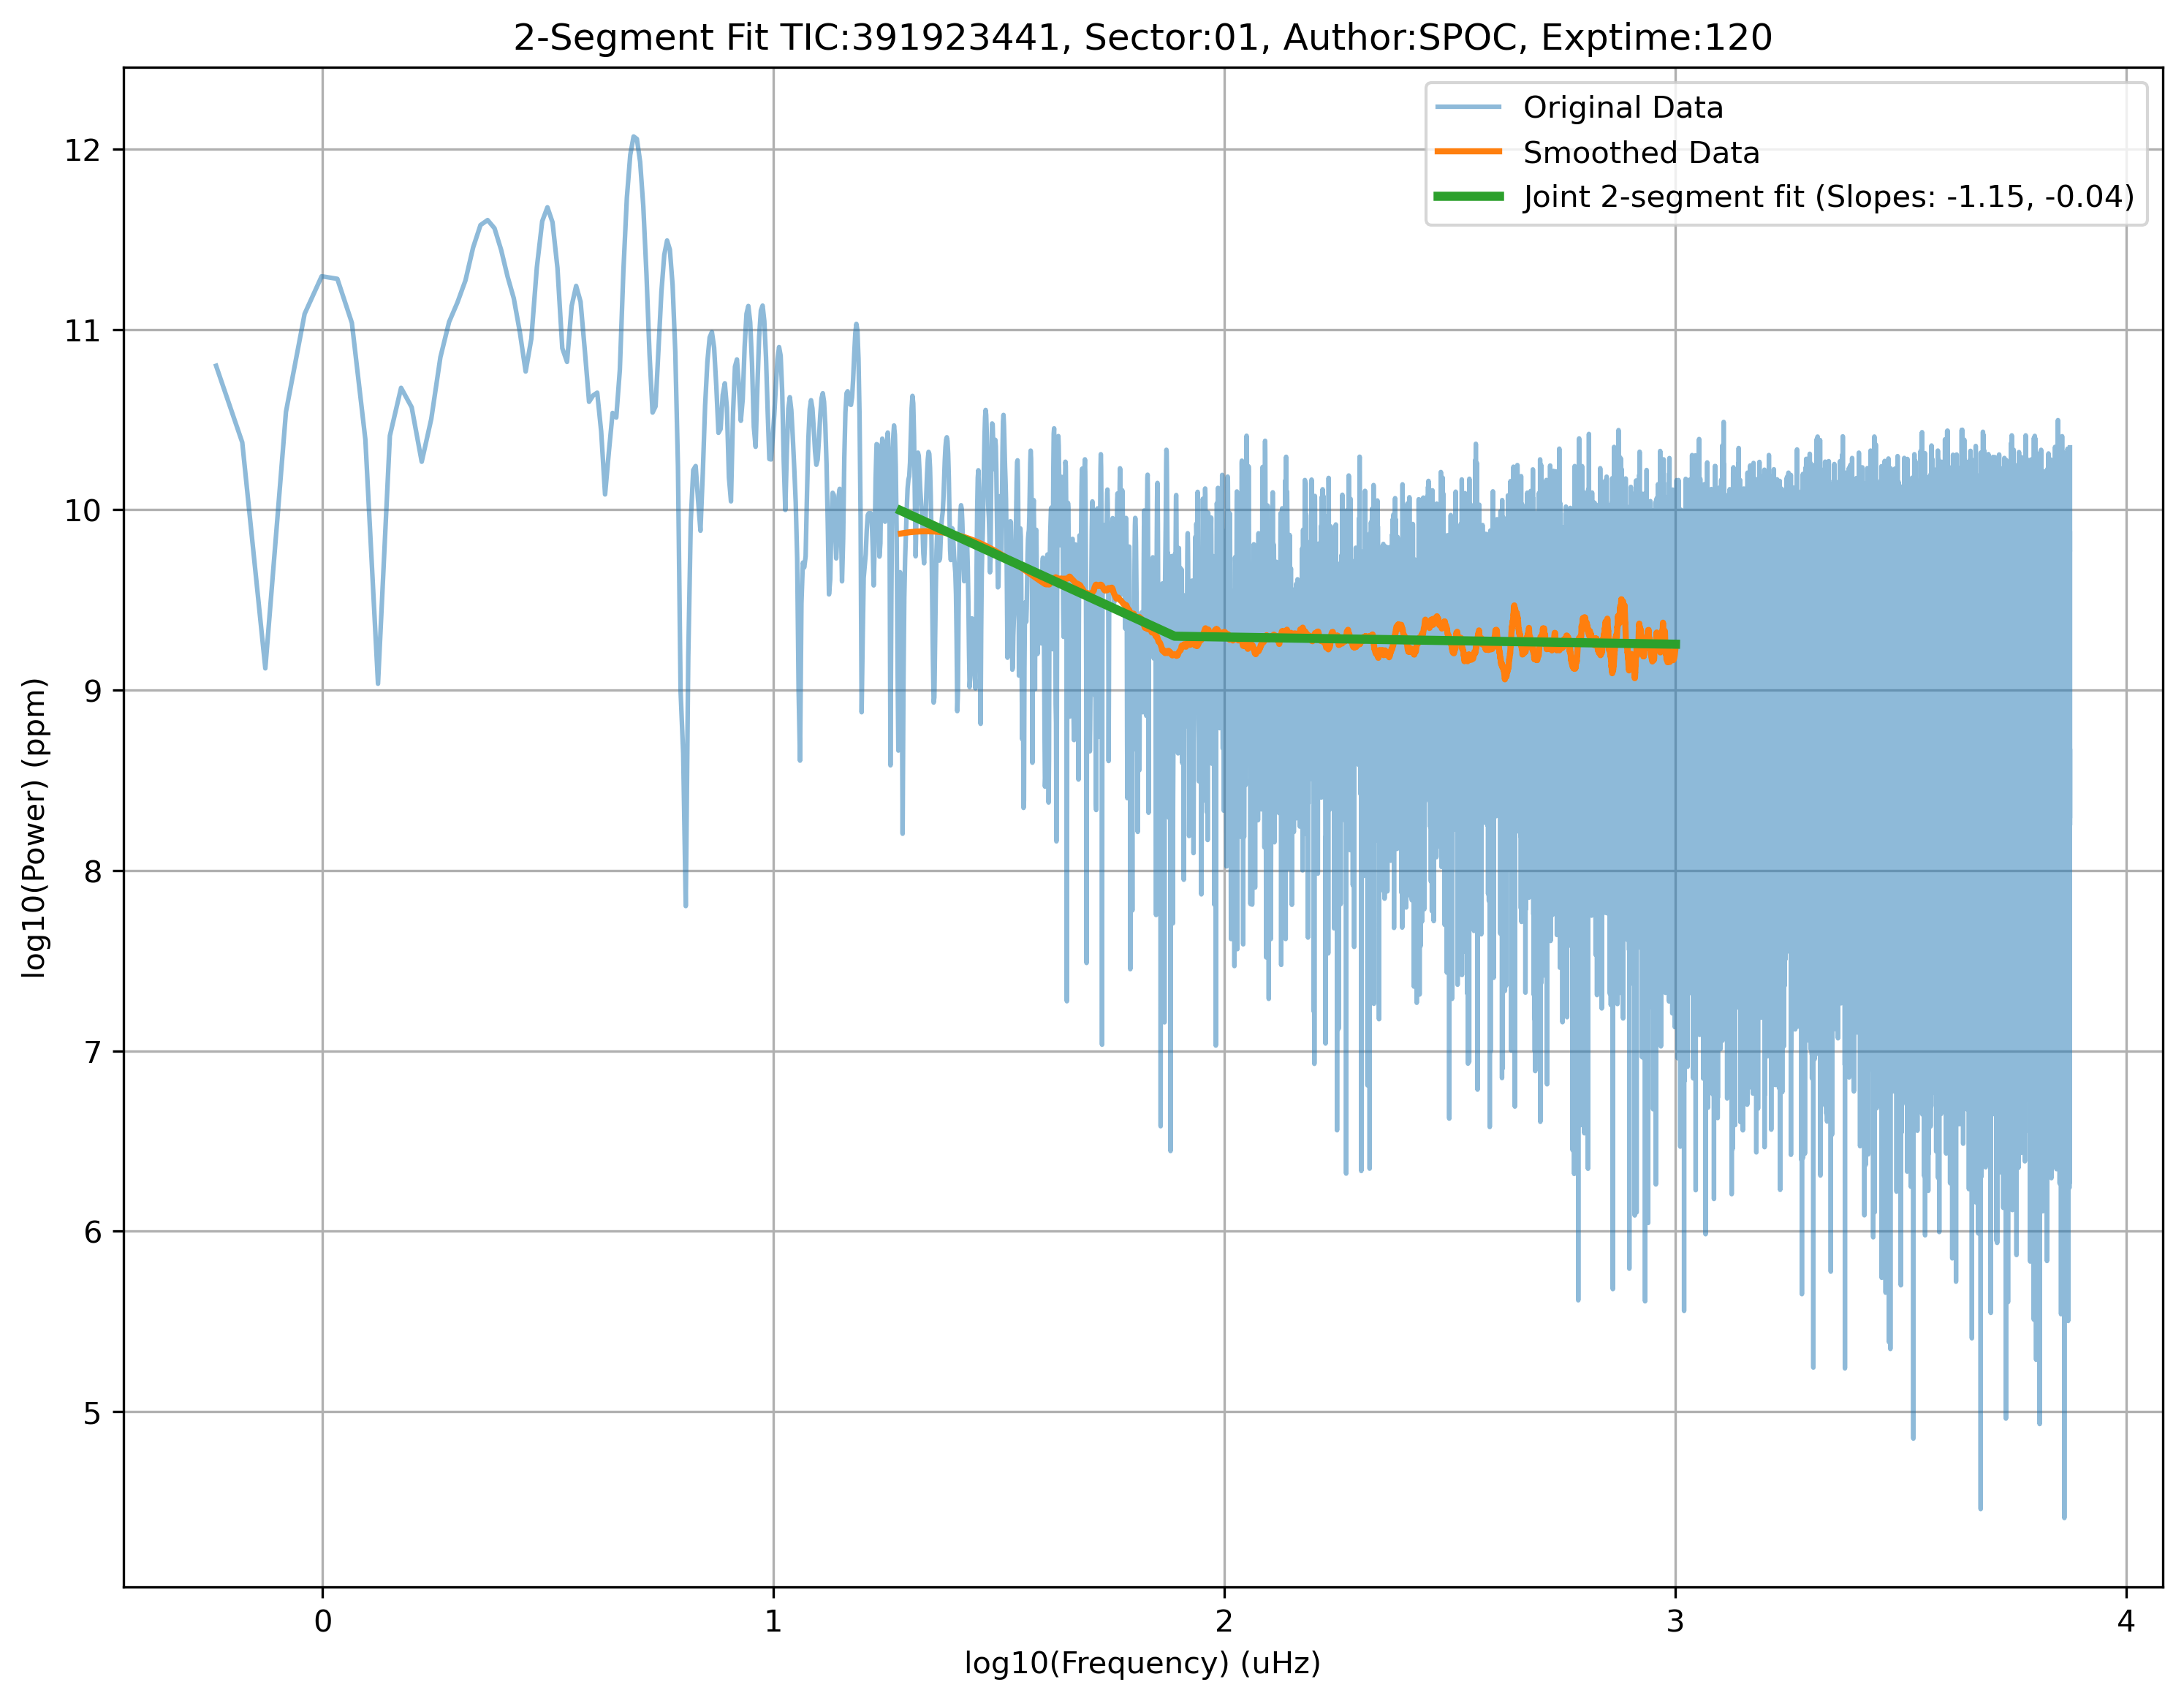 2-Segment Fit TIC:391923441, Sector:01, Author:SPOC, Exptime:120
Original Data
Smoothed Data
Joint 2-segment fit (Slopes: -1.15, -0.04)
log10(Power) (ppm)
12
11
10
9
8
7
6
5
0 1 2 3 4
log10(Frequency) (uHz)